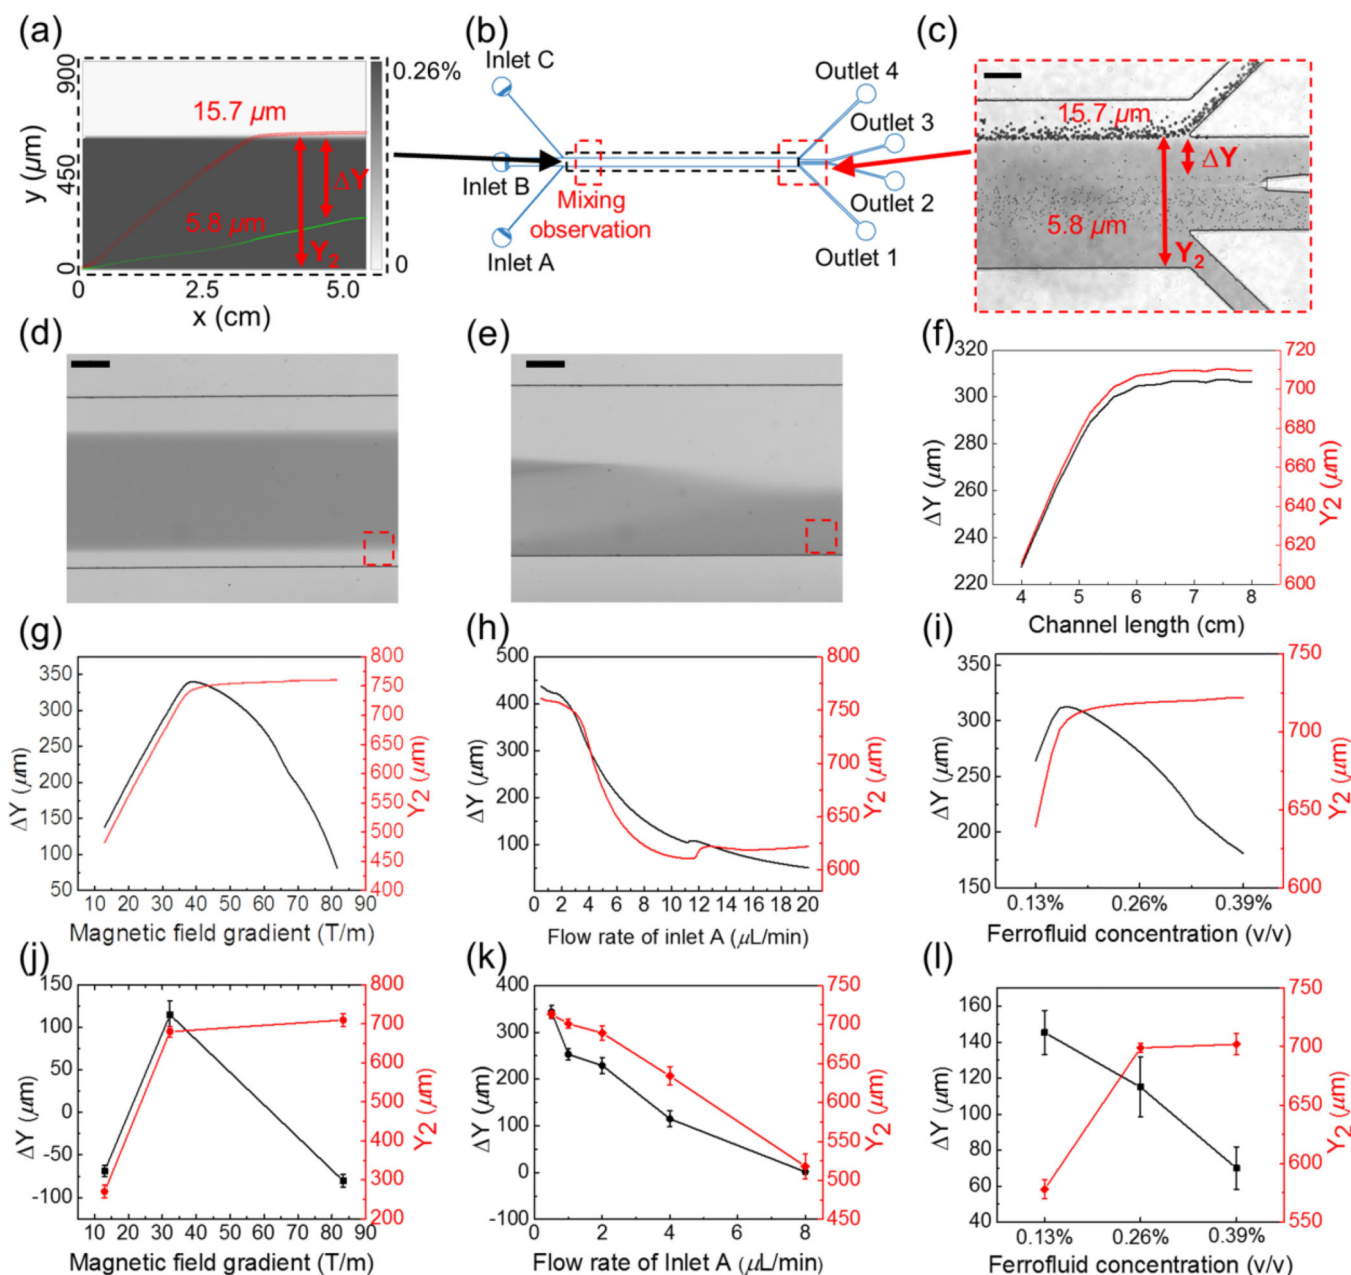 (a)
900
450
0
y (µm)
15.7 µm
5.8 µm
ΔY
Y2
0.26%
0
0
2.5
5.0
x (cm)
(b)
Inlet C
Inlet B
Inlet A
Mixing
observation
Outlet 4
Outlet 3
Outlet 2
Outlet 1
(c)
15.7 µm
ΔY
5.8 µm
Y2
(d)
(e)
(f)
320
300
280
260
240
220
ΔY (µm)
720
700
680
660
640
620
600
Y2 (µm)
4 5 6 7 8
Channel length (cm)
(g)
350
300
250
200
150
100
50
ΔY (µm)
800
750
700
650
600
550
500
450
400
Y2 (µm)
10 20 30 40 50 60 70 80 90
Magnetic field gradient (T/m)
(h)
500
400
300
200
100
0
ΔY (µm)
800
700
600
Y2 (µm)
0 2 4 6 8 10 12 14 16 18 20
Flow rate of inlet A (µL/min)
(i)
350
300
250
200
150
ΔY (µm)
750
700
650
600
Y2 (µm)
0.13% 0.26% 0.39%
Ferrofluid concentration (v/v)
(j)
150
100
50
0
-50
-100
ΔY (µm)
800
700
600
500
400
300
200
Y2 (µm)
10 20 30 40 50 60 70 80 90
Magnetic field gradient (T/m)
(k)
400
300
200
100
0
-100
ΔY (µm)
750
700
650
600
550
500
450
Y2 (µm)
0 2 4 6 8
Flow rate of Inlet A (µL/min)
(l)
160
140
120
100
80
60
40
ΔY (µm)
750
700
650
600
550
Y2 (µm)
0.13% 0.26% 0.39%
Ferrofluid concentration (v/v)